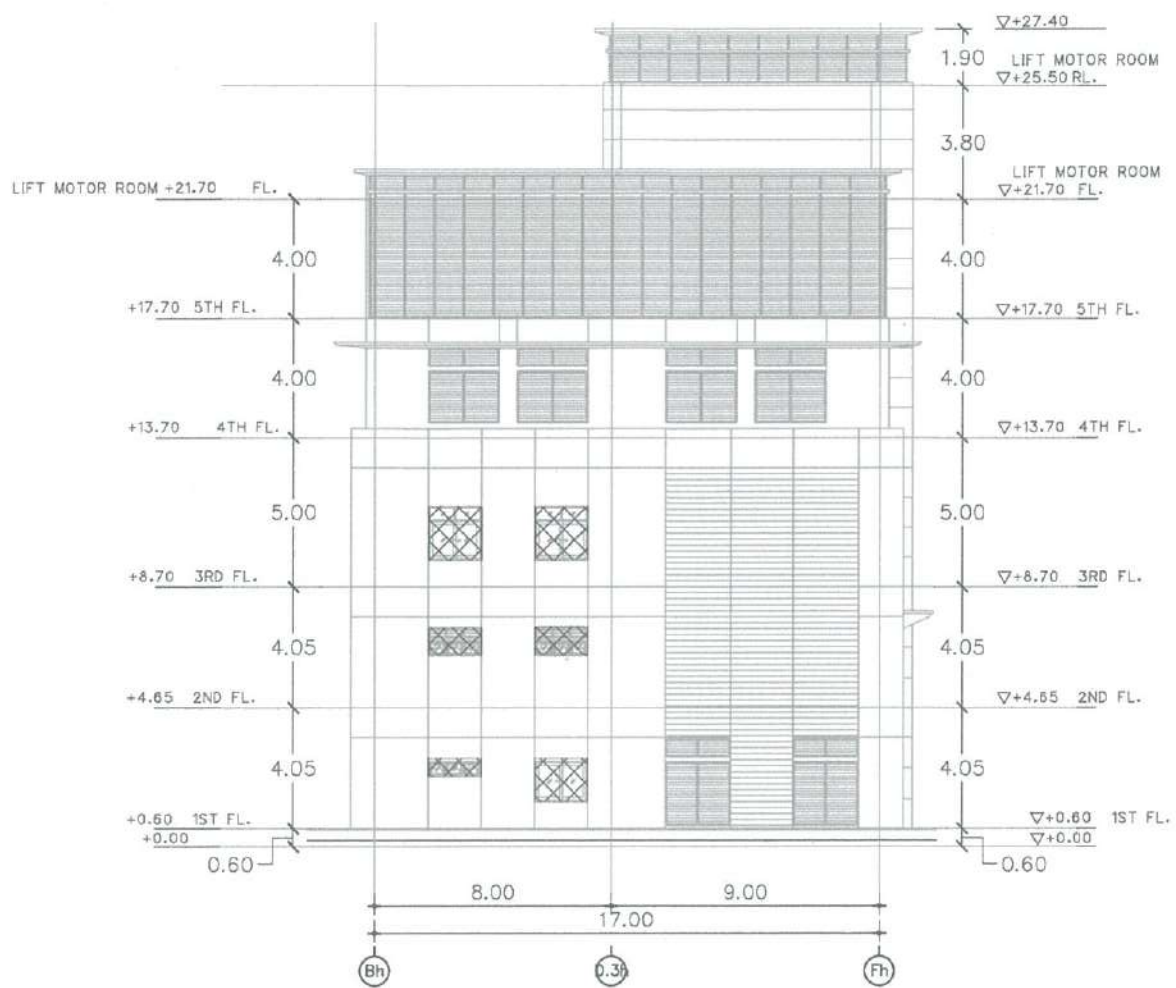 ▽+27.40
1.90
LIFT MOTOR ROOM
▽+25.50 RL.
3.80
LIFT MOTOR ROOM
LIFT MOTOR ROOM +21.70 FL.
▽+21.70 FL.
4.00
4.00
+17.70 5TH FL.
▽+17.70 5TH FL.
4.00
4.00
+13.70 4TH FL.
▽+13.70 4TH FL.
5.00
5.00
+8.70 3RD FL.
▽+8.70 3RD FL.
4.05
4.05
+4.65 2ND FL.
▽+4.65 2ND FL.
4.05
4.05
+0.60 1ST FL.
▽+0.60 1ST FL.
+0.00
▽+0.00
0.60
0.60
8.00
9.00
17.00
Bh
D.3h
Fh